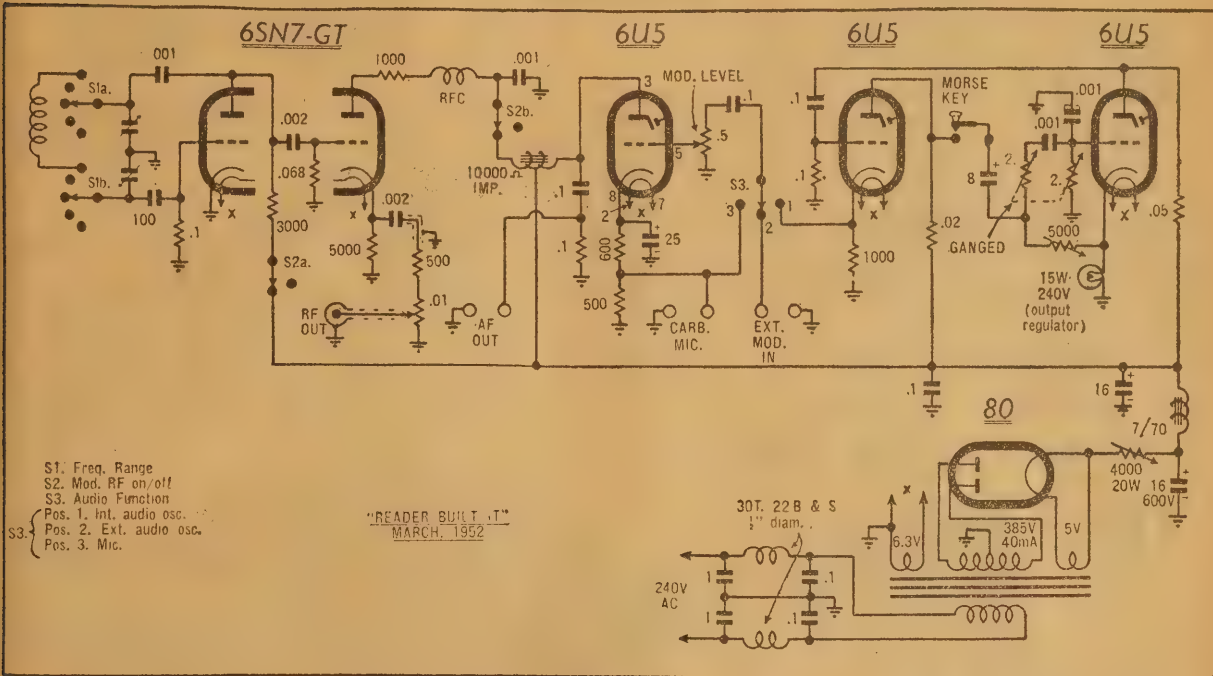 6SN7-GT
6U5
6U5
6U5
.001
1000
RFC
.001
MOD. LEVEL
MORSE
KEY
.001
S1a.
S2b.
3
.1
.1
.001
.002
5
.5
.068
10000Ω
IMP.
2.
2.
S1b.
.1
8
7
2
S3.
.1
8
100
x
x
.002
x
3
1
x
x
.02
.05
.1
3000
2
25
GANGED
5000
600
1000
S2a.
5000
500
.1
15W-
240V
(output
regulator)
500
RF
OUT
.01
AF
OUT
CARB.
MIC.
EXT.
MOD.
IN
.1
16
80
7/70
S1. Freq. Range
S2. Mod. RF on/off
S3. Audio Function
S3.
Pos. 1. Int. audio osc.
Pos. 2. Ext. audio osc.
Pos. 3. Mic.
"READER BUILT IT"
MARCH, 1952
30T. 22 B & S
" diam.
4000
20W
16
600V
x
6.3V
385V
40mA
5V
240V
AC
.1
.1
.1
.1